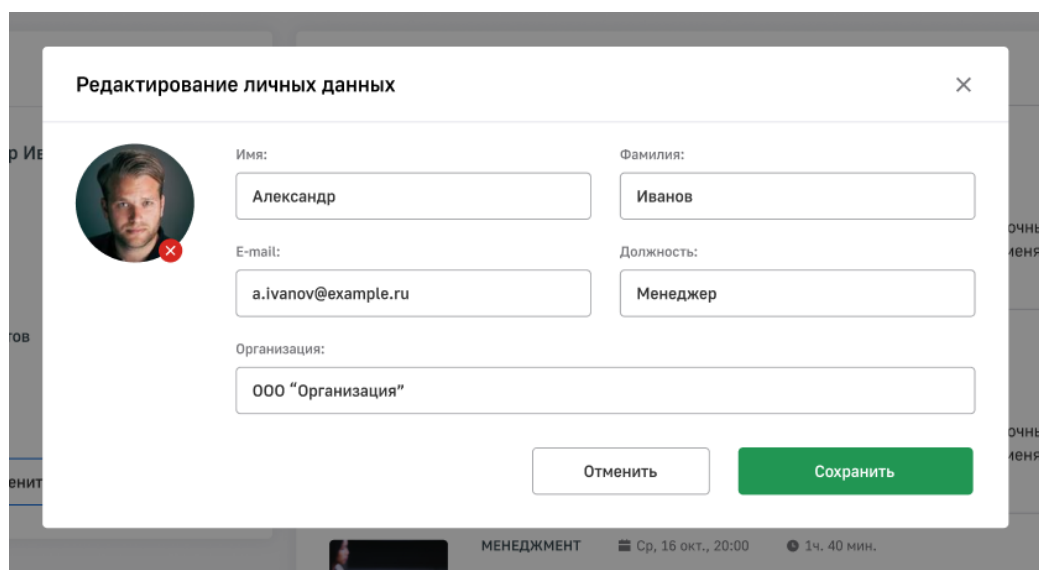 Редактирование личных данных
Имя:
Фамилия:
Александр
Иванов
E-mail:
Должность:
a.ivanov@example.ru
Менеджер
Организация:
ООО “Организация”
Отменить
Сохранить
МЕНЕДЖМЕНТ
Ср, 16 окт., 20:00
1ч. 40 мин.